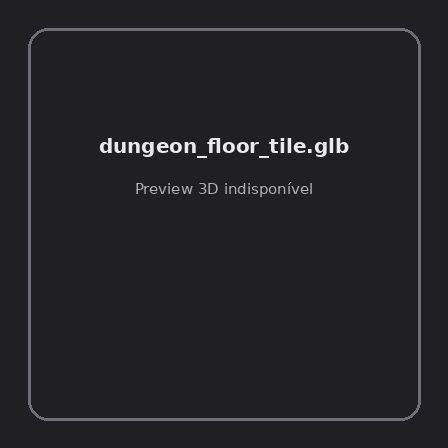 dungeon_floor_tile.glb
Preview 3D indisponível